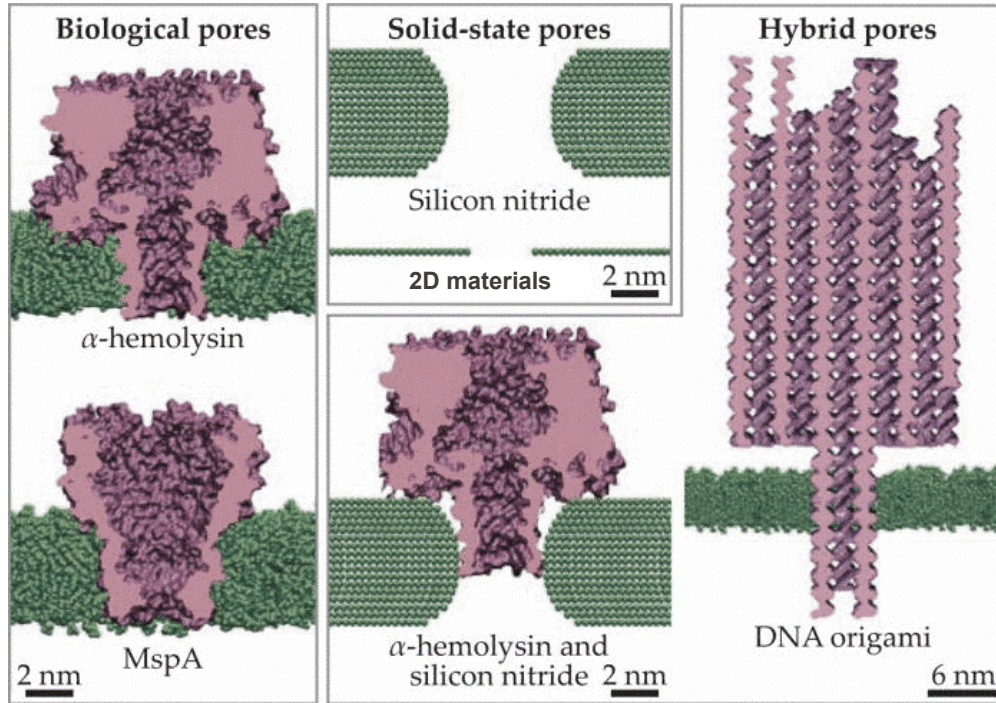 Biological pores
α-hemolysin
MspA
2 nm
Solid-state pores
Silicon nitride
2D materials
2 nm
α-hemolysin and
silicon nitride
2 nm
Hybrid pores
DNA origami
6 nm